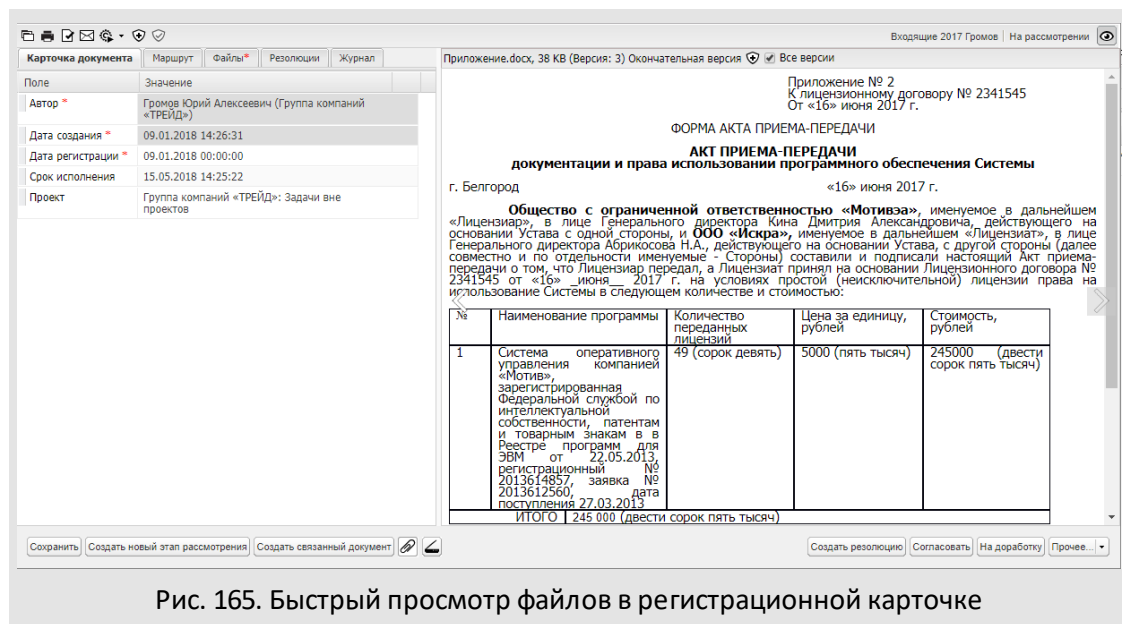 Входящие 2017 Громов | На рассмотрении
Карточка документа Маршрут Файлы* Резолюции Журнал
Приложение.docx, 38 KB (Версия: 3) Окончательная версия Все версии
Поле Значение
Автор * Громов Юрий Алексеевич (Группа компаний
«ТРЕЙД»)
Дата создания * 09.01.2018 14:26:31
Дата регистрации * 09.01.2018 00:00:00
Срок исполнения 15.05.2018 14:25:22
Проект Группа компаний «ТРЕЙД»: Задачи вне
проектов
Приложение № 2
К лицензионному договору № 2341545
От «16» июня 2017 г.
ФОРМА АКТА ПРИЕМА-ПЕРЕДАЧИ
АКТ ПРИЕМА-ПЕРЕДАЧИ
документации и права использовании программного обеспечения Системы
г. Белгород «16» июня 2017 г.
Общество с ограниченной ответственностью «Мотивэа», именуемое в дальнейшем
«Лицензиар», в лице Генерального директора Кина Дмитрия Александровича, действующего на
основании Устава с одной стороны, и ООО «Искра», именуемое в дальнейшем «Лицензиат», в лице
Генерального директора Абрикосова Н.А., действующего на основании Устава, с другой стороны (далее
совместно и по отдельности именуемые - Стороны) составили и подписали настоящий Акт приема-
передачи о том, что Лицензиар передал, а Лицензиат принял на основании Лицензионного договора №
2341545 от «16» _июня__ 2017 г. на условиях простой (неисключительной) лицензии права на
использование Системы в следующем количестве и стоимостью:
№ Наименование программы Количество Цена за единицу, Стоимость,
переданных рублей рублей
лицензий
1 Система оперативного 49 (сорок девять) 5000 (пять тысяч) 245000 (двести
управления компанией сорок пять тысяч)
«Мотив»,
зарегистрированная
Федеральной службой по
интеллектуальной
собственности, патентам
и товарным знакам в в
Реестре программ для
ЭВМ от 22.05.2013,
регистрационный №
2013614857, заявка №
2013612560, дата
поступления 27.03.2013
ИТОГО 245 000 (двести сорок пять тысяч)
Сохранить Создать новый этап рассмотрения Создать связанный документ Создать резолюцию Согласовать На доработку Прочее...
Рис. 165. Быстрый просмотр файлов в регистрационной карточке